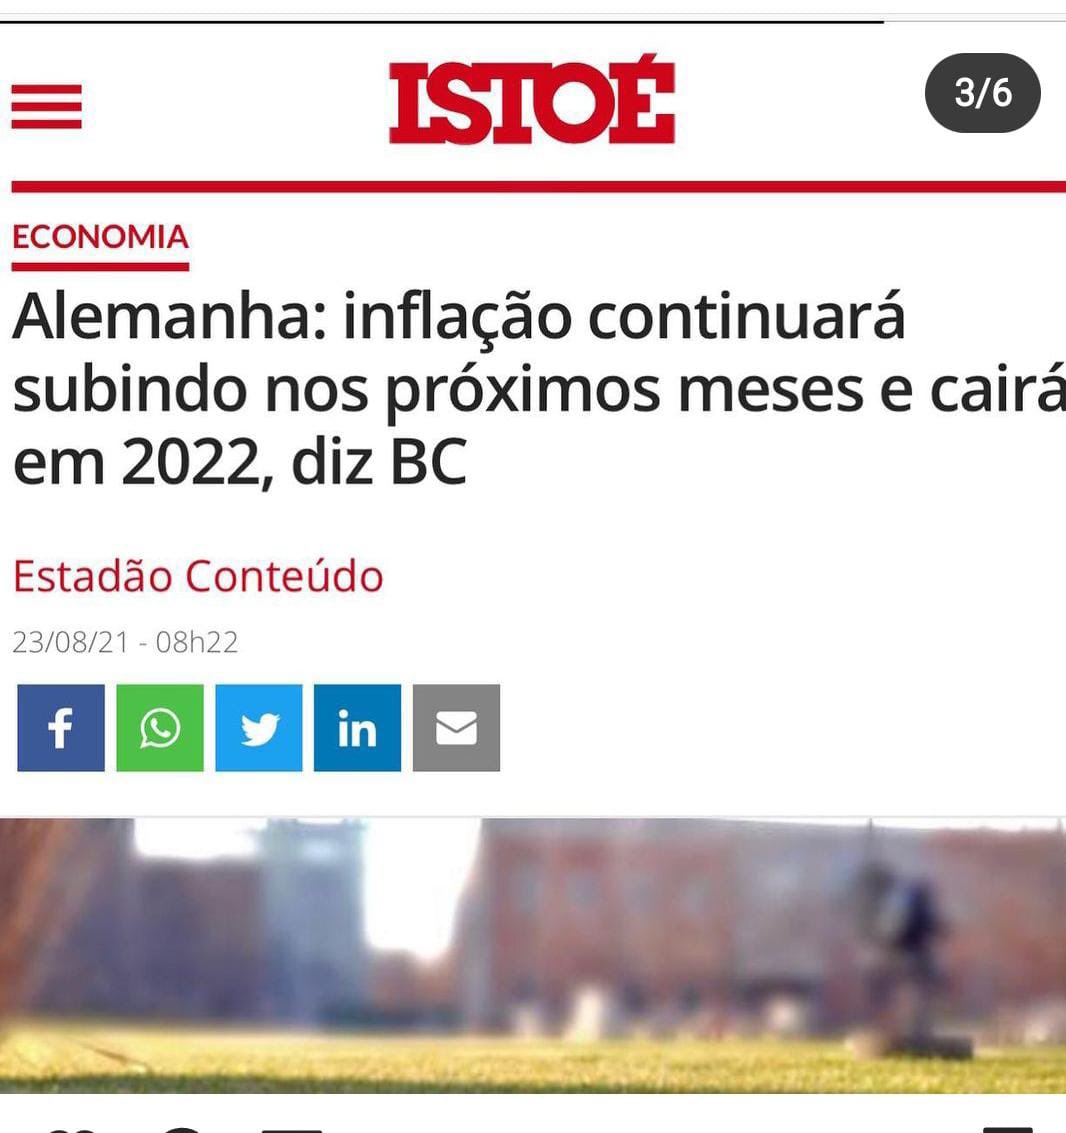 ISTOÉ
3/6
ECONOMIA
Alemanha: inflação continuará
subindo nos próximos meses e cairá
em 2022, diz BC
Estadão Conteúdo
23/08/21 - 08h22
f
in